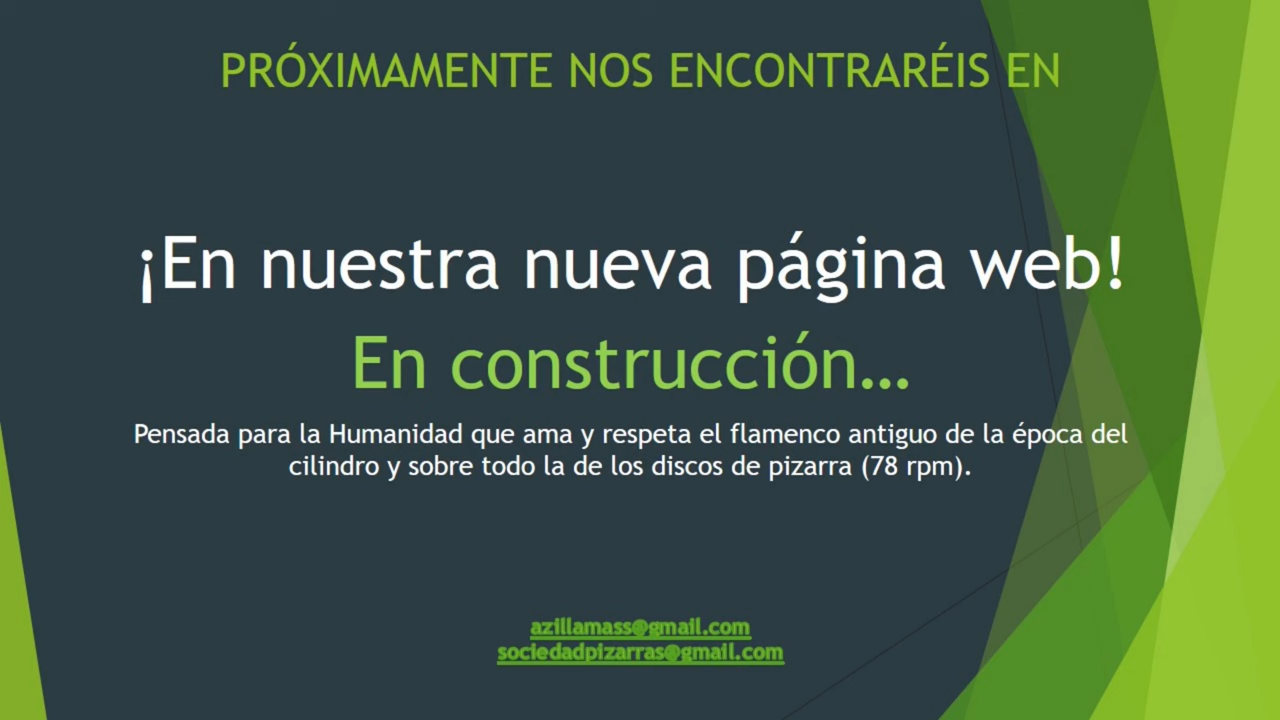 PRÓXIMAMENTE NOS ENCONTRARÉIS EN
¡En nuestra nueva página web!
En construcción…
Pensada para la Humanidad que ama y respeta el flamenco antiguo de la época del
cilindro y sobre todo la de los discos de pizarra (78 rpm).
azillamass@gmail.com
sociedadpizarras@gmail.com